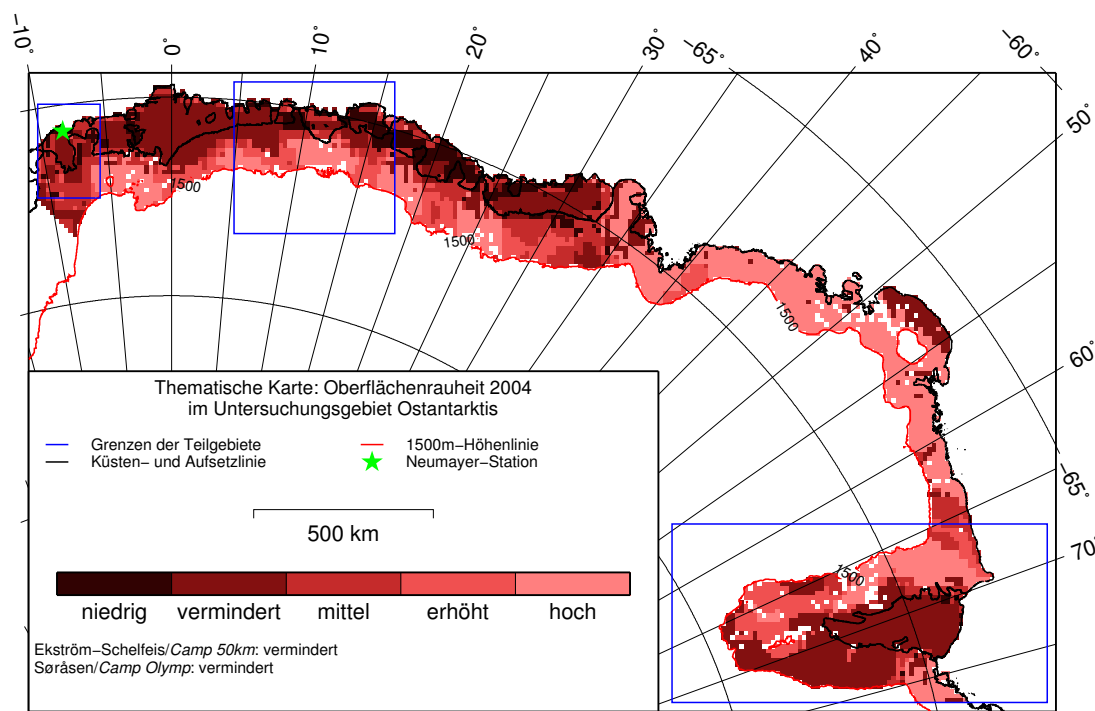 −10˚
0˚
10˚
20˚
30˚
−65˚
40˚
−60˚
50˚
60˚
−65˚
70˚
1500
1500
1500
1500
Thematische Karte: Oberflächenrauheit 2004
im Untersuchungsgebiet Ostantarktis
Grenzen der Teilgebiete 1500m−Höhenlinie
Küsten− und Aufsetzlinie Neumayer−Station
500 km
niedrig vermindert mittel erhöht hoch
Ekström−Schelfeis/Camp 50km: vermindert
Søråsen/Camp Olymp: vermindert